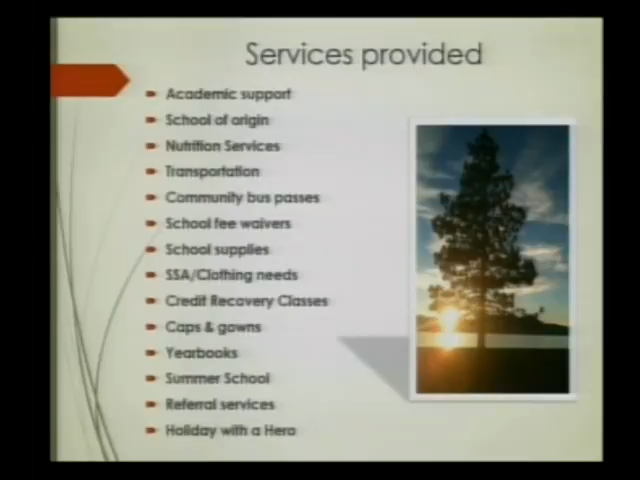 Services provided
Academic support
School of origin
Nutrition Services
Transportation
Community bus passes
School fee waivers
School supplies
SSA/Clothing needs
Credit Recovery Classes
Caps & gowns
Yearbooks
Summer School
Referral services
Holiday with a Hero